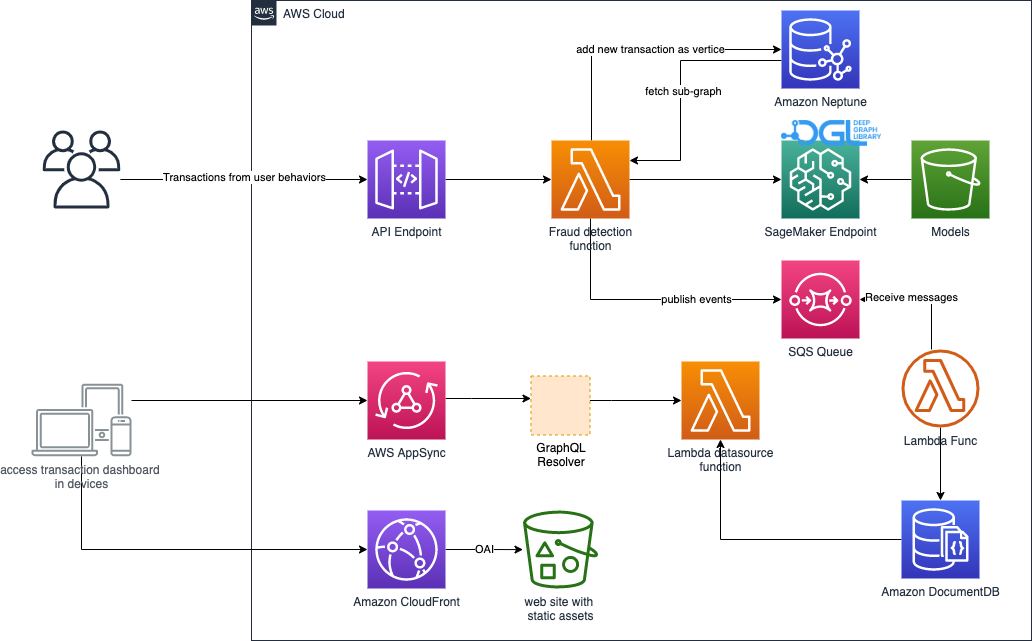 aws
AWS Cloud
add new transaction as vertice
fetch sub-graph
Amazon Neptune
DGL
DEEP
GRAPH
LIBRARY
Transactions from user behaviors
API Endpoint
Fraud detection
function
SageMaker Endpoint
Models
publish events
Receive messages
SQS Queue
Lambda Func
access transaction dashboard
in devices
AWS AppSync
GraphQL
Resolver
Lambda datasource
function
Amazon CloudFront
OAI
web site with
static assets
Amazon DocumentDB